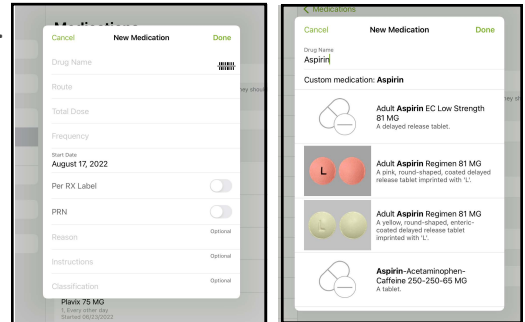 Medications
Cancel New Medication Done
Drug Name
Route
Total Dose
Frequency
Start Date
August 17, 2022
Per RX Label
PRN
Reason Optional
Instructions Optional
Classification Optional
Plavix 75 MG
1, Every other day
Started 06/23/2022
hey shoul
Medications
Cancel New Medication Done
Drug Name
Aspirin
Custom medication: Aspirin
Adult Aspirin EC Low Strength
81 MG
A delayed release tablet.
L
Adult Aspirin Regimen 81 MG
A pink, round-shaped, coated delayed
release tablet imprinted with 'L'.
L
Adult Aspirin Regimen 81 MG
A yellow, round-shaped, enteric-
coated delayed release tablet
imprinted with 'L'.
Aspirin-Acetaminophen-
Caffeine 250-250-65 MG
A tablet.
hey shou